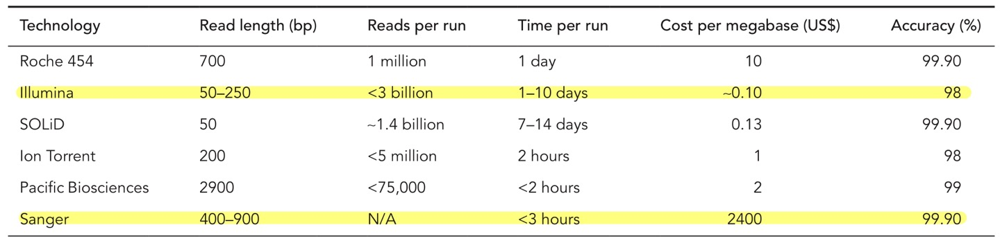 Technology Read length (bp) Reads per run Time per run Cost per megabase (US$) Accuracy (%)
Roche 454 700 1 million 1 day 10 99.90
Illumina 50–250 <3 billion 1–10 days ~0.10 98
SOLiD 50 ~1.4 billion 7–14 days 0.13 99.90
Ion Torrent 200 <5 million 2 hours 1 98
Pacific Biosciences 2900 <75,000 <2 hours 2 99
Sanger 400–900 N/A <3 hours 2400 99.90